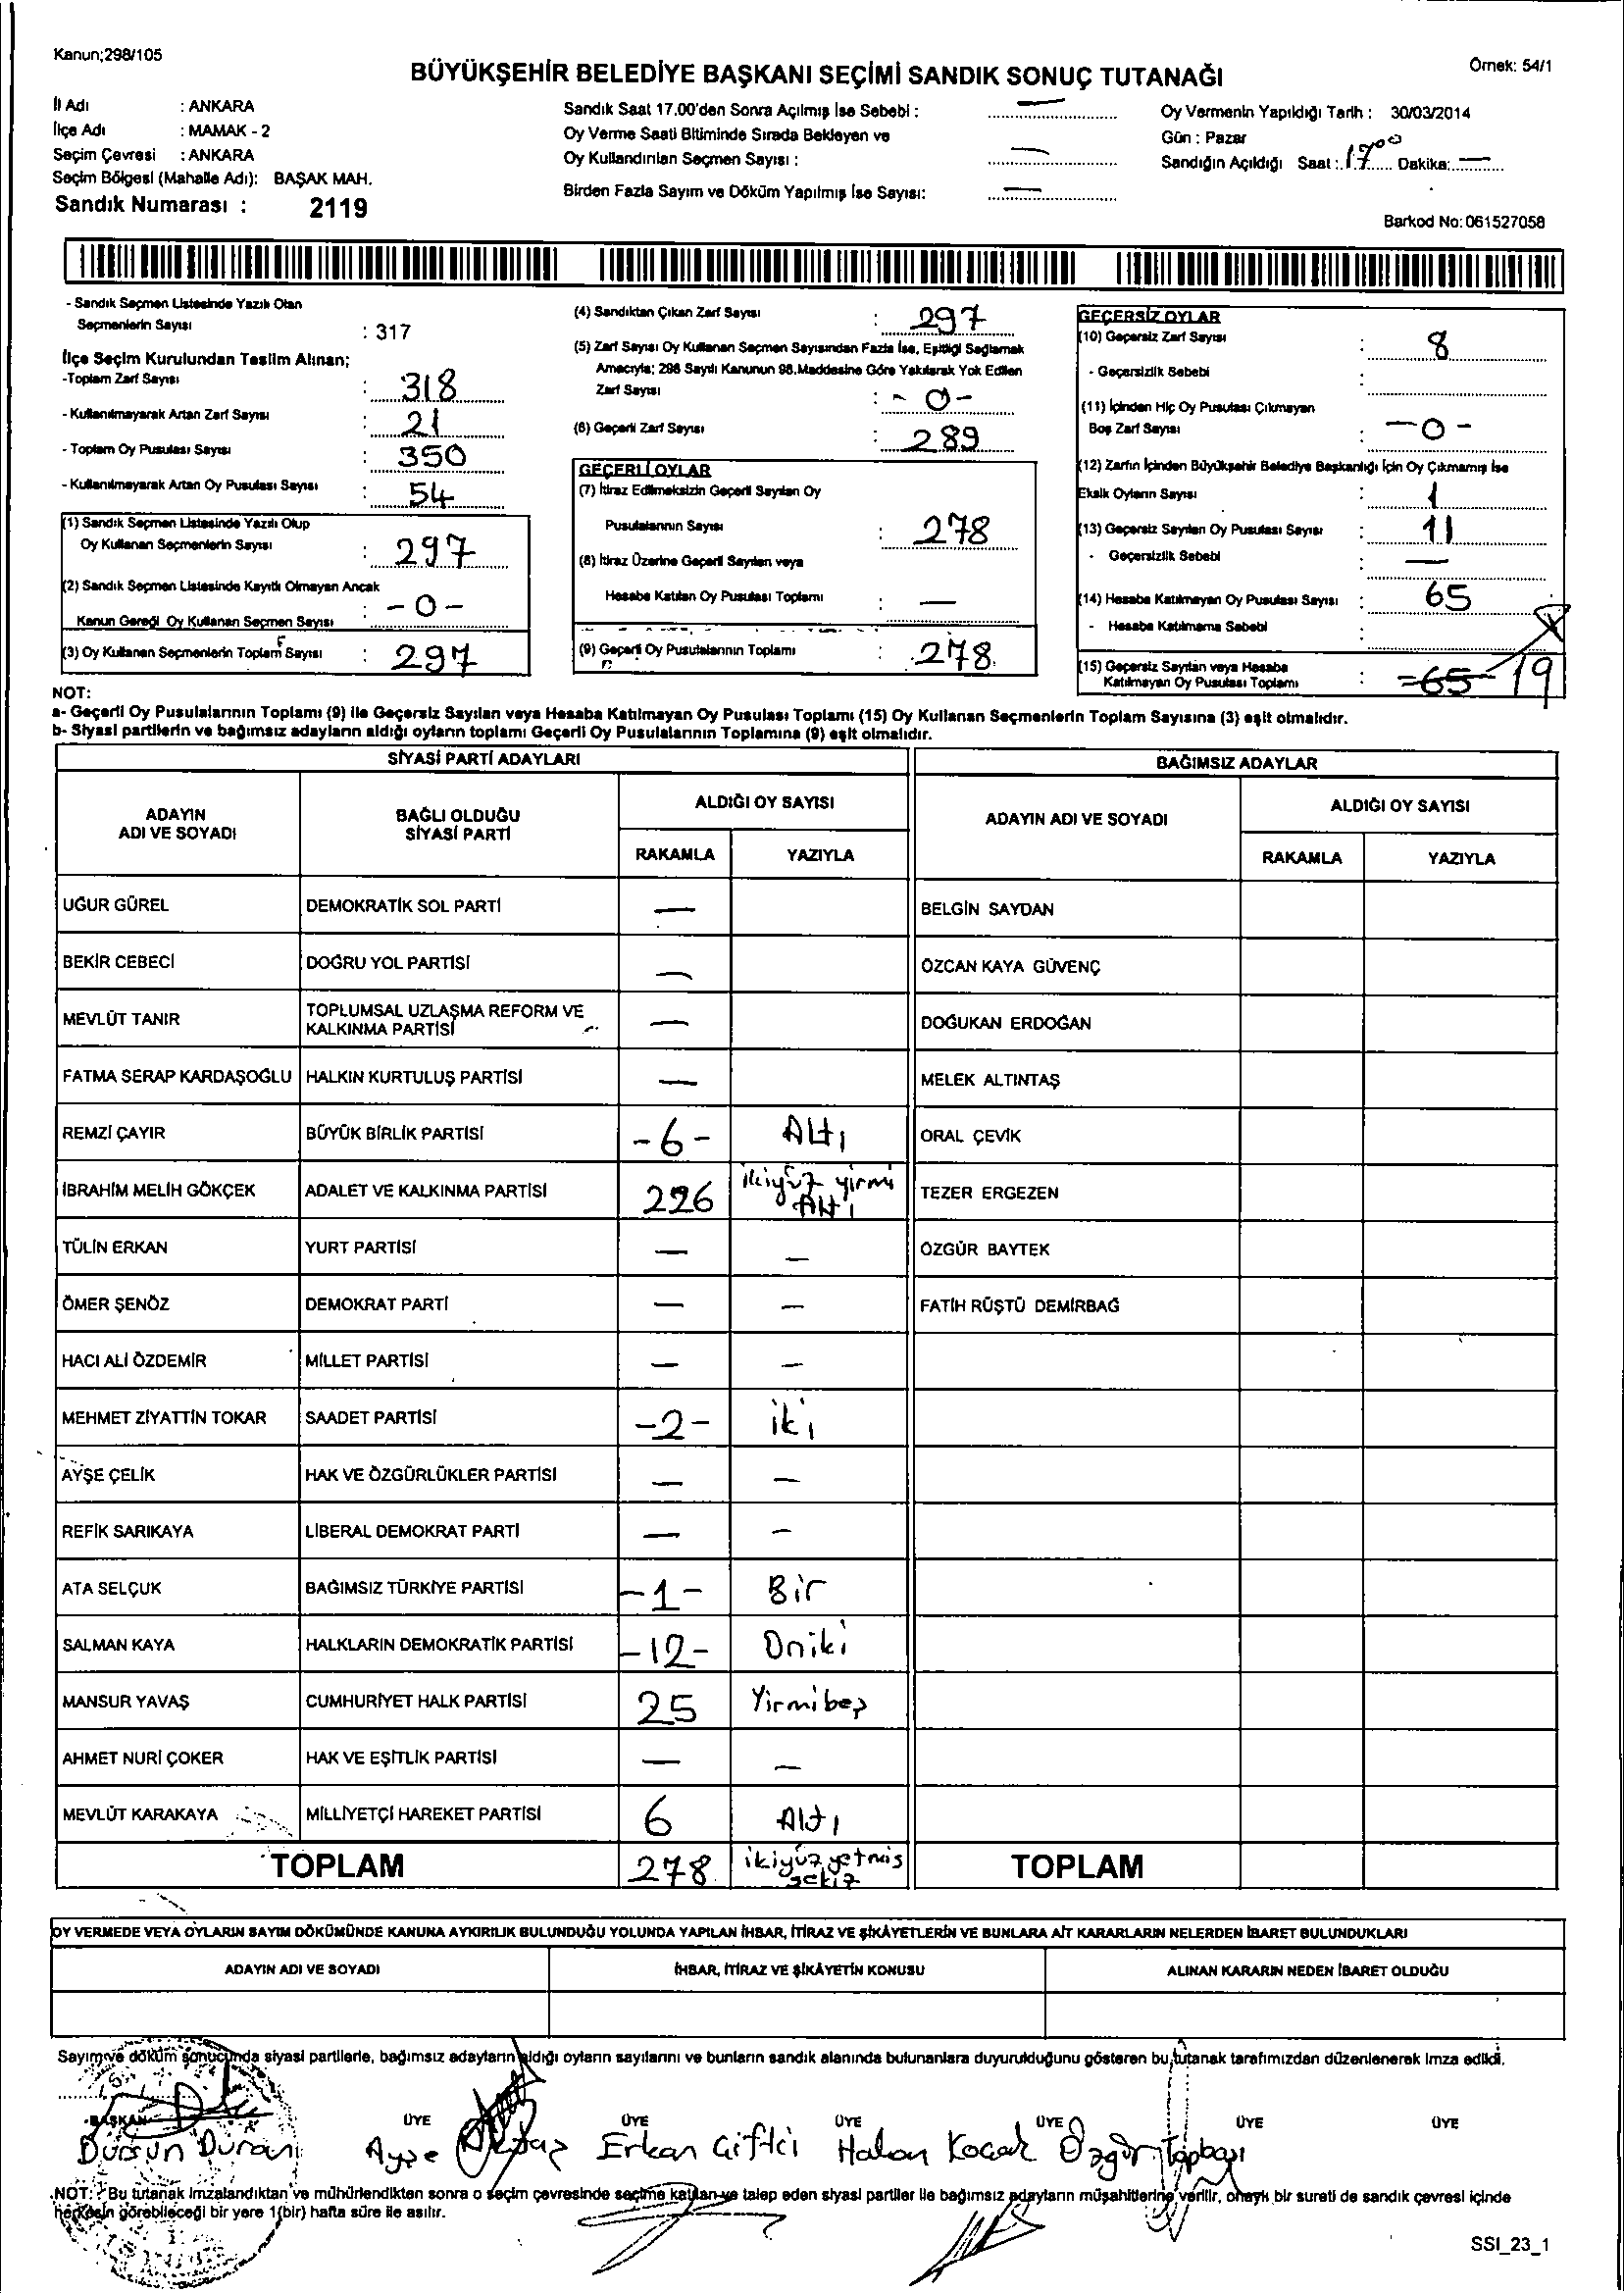 Kanun;298/105
Örnek: 54/1
BÜYÜKŞEHİR BELEDİYE BAŞKANI SEÇİMİ SANDIK SONUÇ TUTANAĞI
İl Adı : ANKARA
İlçe Adı : MAMAK - 2
Seçim Çevresi : ANKARA
Seçim Bölgesi (Mahalle Adı): BAŞAK MAH.
Sandık Numarası : 2119
Sandık Saat 17.00'den Sonra Açılmış İse Sebebi : —
Oy Verme Saati Bitiminde Sırada Bekleyen ve
Oy Kullandırılan Seçmen Sayısı : —
Birden Fazla Sayım ve Döküm Yapılmış İse Sayısı: —
Oy Vermenin Yapıldığı Tarih : 30/03/2014
Gün : Pazar
Sandığın Açıldığı Saat :.17.00 Dakika:.—
Barkod No: 061527058
- Sandık Seçmen Listesinde Yazılı Olan
Seçmenlerin Sayısı : 317
İlçe Seçim Kurulundan Teslim Alınan;
-Toplam Zarf Sayısı : 318
- Kullanılmayarak Artan Zarf Sayısı : 21
- Toplam Oy Pusulası Sayısı : 350
- Kullanılmayarak Artan Oy Pusulası Sayısı : 54
(1) Sandık Seçmen Listesinde Yazılı Olup
Oy Kullanan Seçmenlerin Sayısı : 297
(2) Sandık Seçmen Listesinde Kayıtlı Olmayan Ancak
Kanun Gereği Oy Kullanan Seçmen Sayısı : - 0 -
(3) Oy Kullanan Seçmenlerin Toplam Sayısı : 297
(4) Sandıktan Çıkan Zarf Sayısı : 297
(5) Zarf Sayısı Oy Kullanan Seçmen Sayısından Fazla İse, Eşitliği Sağlamak
Amacıyla; 298 Sayılı Kanunun 98.Maddesine Göre Yakılarak Yok Edilen
Zarf Sayısı : - 0 -
(6) Geçerli Zarf Sayısı : 289
GEÇERLİ OYLAR
(7) İtiraz Edilmeksizin Geçerli Sayılan Oy
Pusulalarının Sayısı : 278
(8) İtiraz Üzerine Geçerli Sayılan veya
Hesaba Katılan Oy Pusulası Toplamı : —
(9) Geçerli Oy Pusulalarının Toplamı : 278
GEÇERSİZ OYLAR
(10) Geçersiz Zarf Sayısı : 8
- Geçersizlik Sebebi :
(11) İçinden Hiç Oy Pusulası Çıkmayan
Boş Zarf Sayısı : - 0 -
(12) Zarfın İçinden Büyükşehir Belediye Başkanlığı İçin Oy Çıkmamış İse
Eksik Oyların Sayısı : 1
(13) Geçersiz Sayılan Oy Pusulası Sayısı : 11
- Geçersizlik Sebebi : —
(14) Hesaba Katılmayan Oy Pusulası Sayısı : 65
- Hesaba Katılmama Sebebi :
(15) Geçersiz Sayılan veya Hesaba
Katılmayan Oy Pusulası Toplamı : 65 19
NOT:
a- Geçerli Oy Pusulalarının Toplamı (9) ile Geçersiz Sayılan veya Hesaba Katılmayan Oy Pusulası Toplamı (15) Oy Kullanan Seçmenlerin Toplam Sayısına (3) eşit olmalıdır.
b- Siyasi partilerin ve bağımsız adayların aldığı oyların toplamı Geçerli Oy Pusulalarının Toplamına (9) eşit olmalıdır.
SİYASİ PARTİ ADAYLARI
BAĞIMSIZ ADAYLAR
ADAYIN ADI VE SOYADI
BAĞLI OLDUĞU SİYASİ PARTİ
ALDIĞI OY SAYISI
RAKAMLA YAZIYLA
ADAYIN ADI VE SOYADI
ALDIĞI OY SAYISI
RAKAMLA YAZIYLA
UĞUR GÜREL DEMOKRATİK SOL PARTİ — BELGİN SAYDAN
BEKİR CEBECİ DOĞRU YOL PARTİSİ — ÖZCAN KAYA GÜVENÇ
MEVLÜT TANIR TOPLUMSAL UZLAŞMA REFORM VE KALKINMA PARTİSİ — DOĞUKAN ERDOĞAN
FATMA SERAP KARDAŞOĞLU HALKIN KURTULUŞ PARTİSİ — MELEK ALTINTAŞ
REMZİ ÇAYIR BÜYÜK BİRLİK PARTİSİ -6- Altı ORAL ÇEVİK
İBRAHİM MELİH GÖKÇEK ADALET VE KALKINMA PARTİSİ 226 ikiyüz yirmi Altı TEZER ERGEZEN
TÜLİN ERKAN YURT PARTİSİ — — ÖZGÜR BAYTEK
ÖMER ŞENÖZ DEMOKRAT PARTİ — — FATİH RÜŞTÜ DEMİRBAĞ
HACI ALİ ÖZDEMİR MİLLET PARTİSİ — —
MEHMET ZİYATTİN TOKAR SAADET PARTİSİ -2- iki
AYŞE ÇELİK HAK VE ÖZGÜRLÜKLER PARTİSİ — —
REFİK SARIKAYA LİBERAL DEMOKRAT PARTİ — —
ATA SELÇUK BAĞIMSIZ TÜRKİYE PARTİSİ -1- Bir
SALMAN KAYA HALKLARIN DEMOKRATİK PARTİSİ -12- Oniki
MANSUR YAVAŞ CUMHURİYET HALK PARTİSİ 25 Yirmibeş
AHMET NURİ ÇOKER HAK VE EŞİTLİK PARTİSİ — —
MEVLÜT KARAKAYA MİLLİYETÇİ HAREKET PARTİSİ 6 Altı
TOPLAM 278 ikiyüz yetmiş sekiz TOPLAM
OY VERMEDE VEYA OYLARIN SAYIM DÖKÜMÜNDE KANUNA AYKIRILIK BULUNDUĞU YOLUNDA YAPILAN İHBAR, İTİRAZ VE ŞİKÂYETLERİN VE BUNLARA AİT KARARLARIN NELERDEN İBARET BULUNDUKLARI
ADAYIN ADI VE SOYADI İHBAR, İTİRAZ VE ŞİKÂYETİN KONUSU ALINAN KARARIN NEDEN İBARET OLDUĞU
Sayım ve döküm sonucunda siyasi partilerle, bağımsız adayların aldığı oyların sayılarını ve bunların sandık alanında bulunanlara duyurulduğunu gösteren bu tutanak tarafımızdan düzenlenerek imza edildi.
BAŞKAN ÜYE ÜYE ÜYE ÜYE ÜYE ÜYE
Dursun Duran Ayşe Erkan Çiftçi Hakan Koçak Özgür Topbaşı
NOT: Bu tutanak imzalandıktan ve mühürlendikten sonra o seçim çevresinde seçime katılan ve talep eden siyasi partiler ile bağımsız adayların müşahitlerine verilir, onaylı bir sureti de sandık çevresi içinde
herkesin görebileceği bir yere 1(bir) hafta süre ile asılır.
SSI_23_1